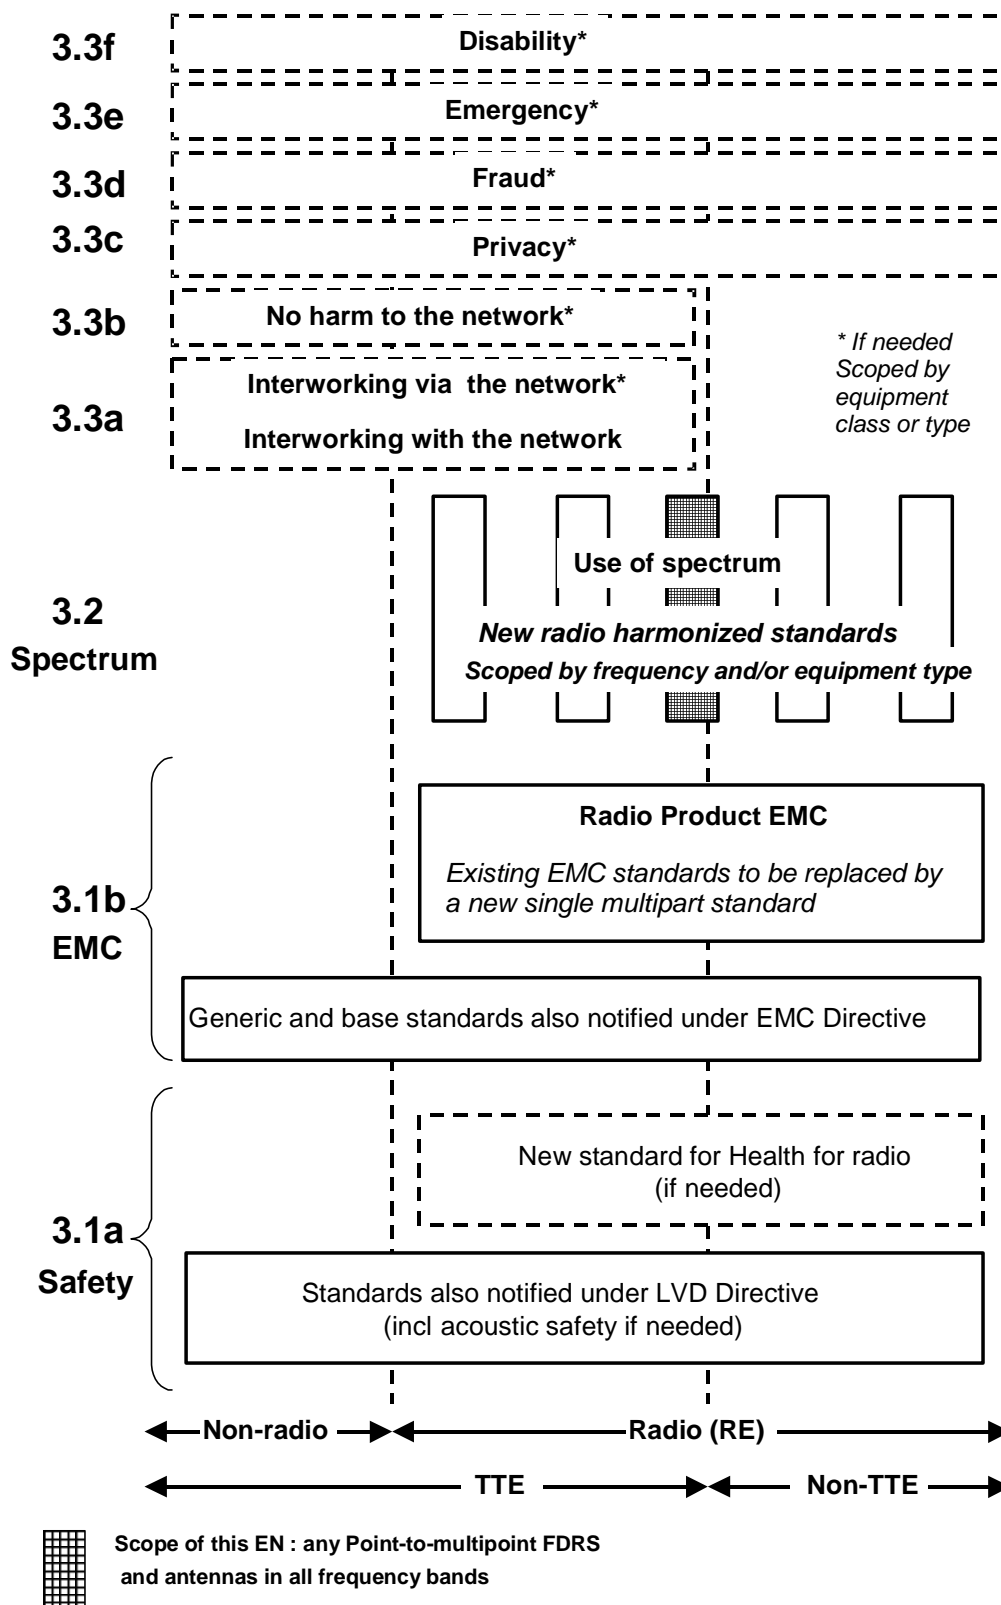 3.3f
Disability*
3.3e
Emergency*
3.3d
Fraud*
3.3c
Privacy*
3.3b
No harm to the network*
* If needed
Scoped by
equipment
class or type
3.3a
Interworking via the network*
Interworking with the network
3.2
Spectrum
Use of spectrum
New radio harmonized standards
Scoped by frequency and/or equipment type
3.1b
EMC
Radio Product EMC
Existing EMC standards to be replaced by
a new single multipart standard
Generic and base standards also notified under EMC Directive
3.1a
Safety
New standard for Health for radio
(if needed)
Standards also notified under LVD Directive
(incl acoustic safety if needed)
Non-radio
Radio (RE)
TTE
Non-TTE
Scope of this EN : any Point-to-multipoint FDRS
and antennas in all frequency bands